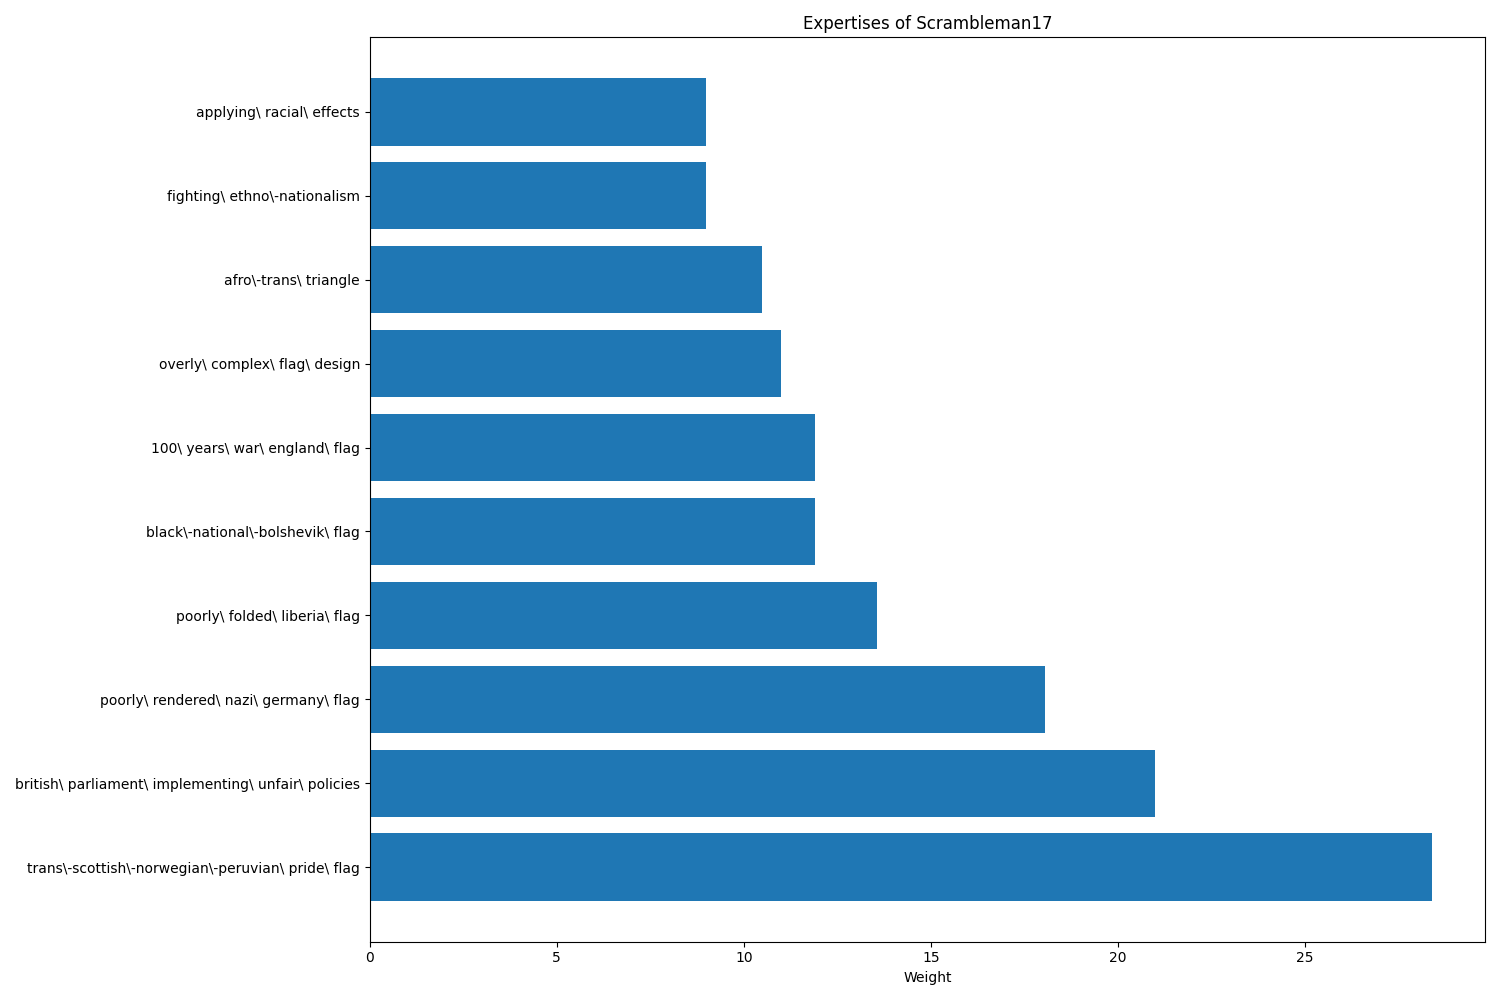 Expertises of Scrambleman17
applying\ racial\ effects
fighting\ ethno\-nationalism
afro\-trans\ triangle
overly\ complex\ flag\ design
100\ years\ war\ england\ flag
black\-national\-bolshevik\ flag
poorly\ folded\ liberia\ flag
poorly\ rendered\ nazi\ germany\ flag
british\ parliament\ implementing\ unfair\ policies
trans\-scottish\-norwegian\-peruvian\ pride\ flag
0 5 10 15 20 25
Weight